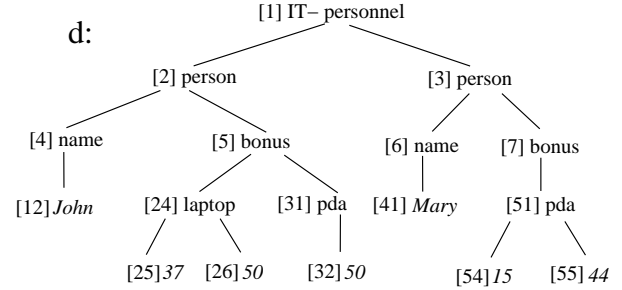 [1] IT– personnel
d:
[2] person [3] person
[4] name [5] bonus [6] name [7] bonus
[12] John [24] laptop [31] pda [41] Mary [51] pda
[25] 37 [26] 50 [32] 50 [54] 15 [55] 44